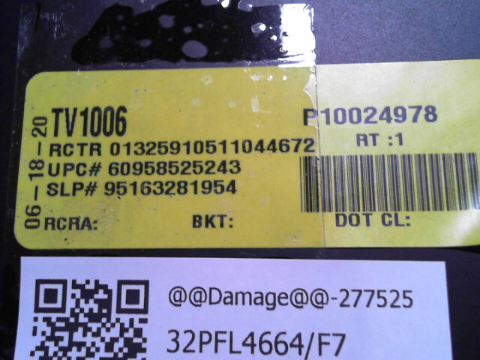 06-18-20
TV1006
P10024978
RCTR 01325910511044672
RT :1
UPC# 60958525243
SLP# 95163281954
RCRA:
BKT:
DOT CL:
@@Damage@@-277525
32PFL4664/F7